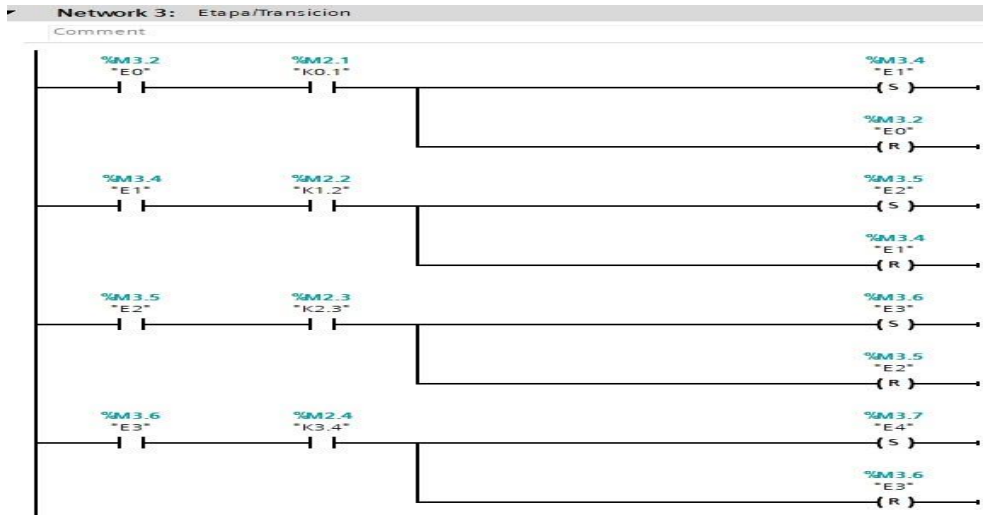 Network 3: Etapa/Transicion
Comment
%M3.2 %M2.1 %M3.4
"E0" "K0.1" "E1"
S
%M3.2
"E0"
R
%M3.4 %M2.2 %M3.5
"E1" "K1.2" "E2"
S
%M3.4
"E1"
R
%M3.5 %M2.3 %M3.6
"E2" "K2.3" "E3"
S
%M3.5
"E2"
R
%M3.6 %M2.4 %M3.7
"E3" "K3.4" "E4"
S
%M3.6
"E3"
R